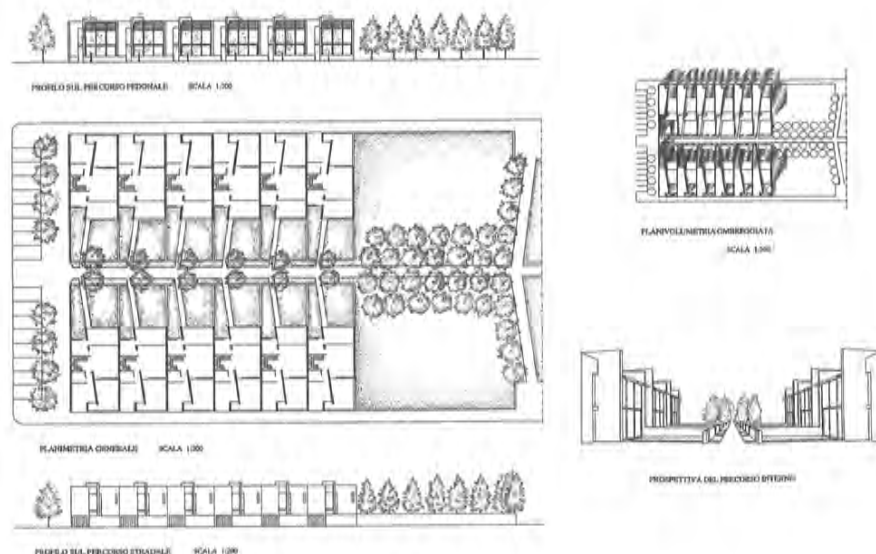 PROFILO SUL PERCORSO PEDONALE SCALA 1:200
PLANIMETRIA GENERALE SCALA 1:200
PROFILO SUL PERCORSO STRADALE SCALA 1:200
PLANIVOLUMETRIA OMBREGGIATA
SCALA 1:500
PROSPETTIVA DEL PERCORSO INTERNO